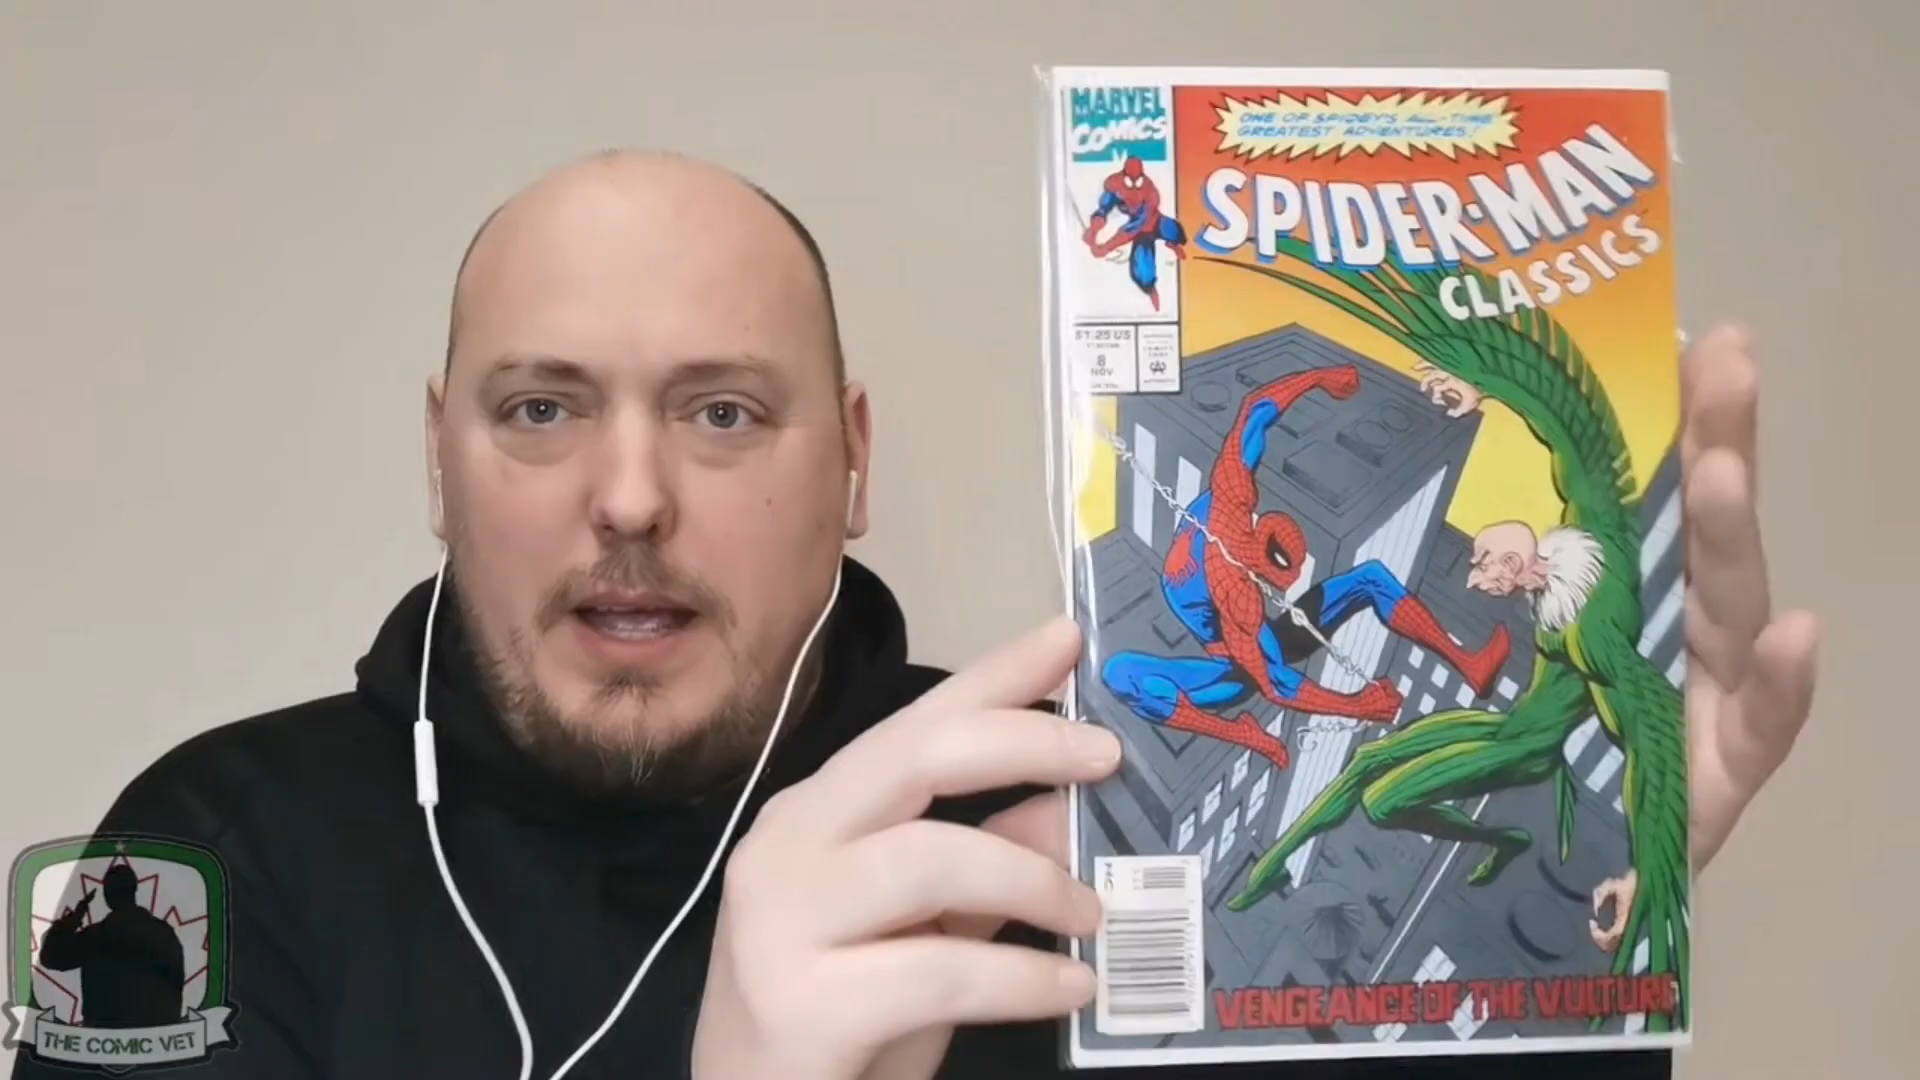 MARVEL
COMICS
ONE OF SPIDEY'S ALL-TIME
GREATEST ADVENTURES!
SPIDER-MAN
CLASSICS
$1.25 US
8
NOV
VENGEANCE OF THE VULTURE
THE COMIC VET